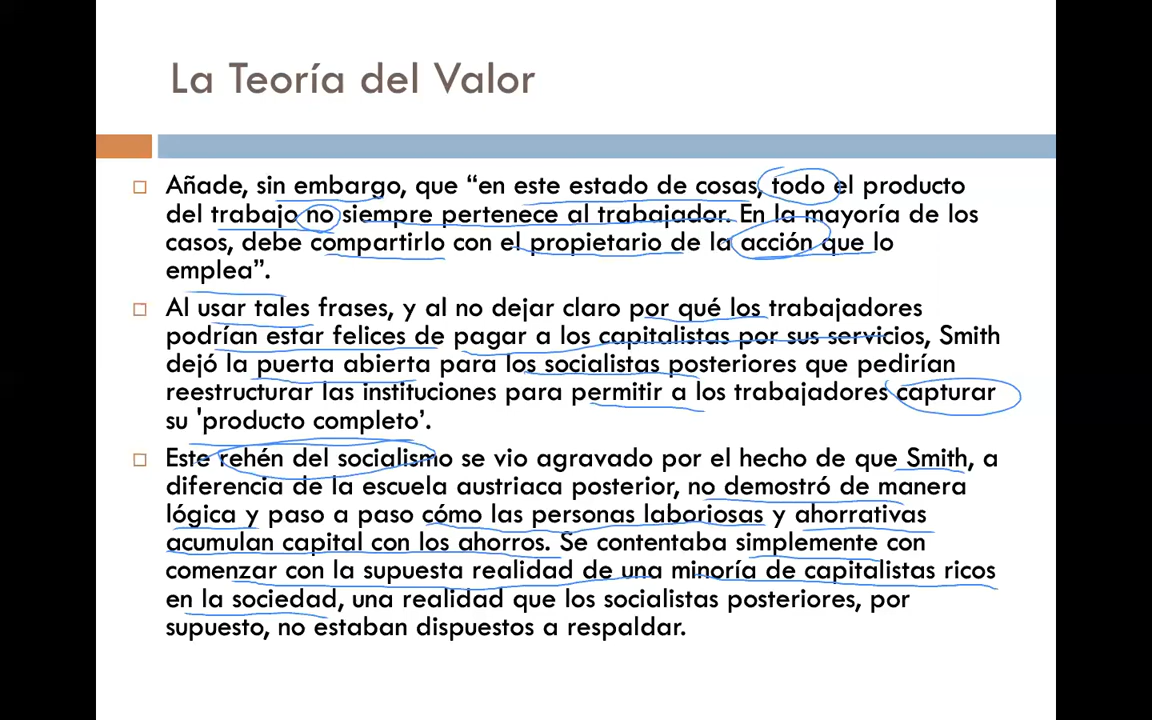 La Teoría del Valor
Añade, sin embargo, que “en este estado de cosas, todo el producto
del trabajo no siempre pertenece al trabajador. En la mayoría de los
casos, debe compartirlo con el propietario de la acción que lo
emplea”.
Al usar tales frases, y al no dejar claro por qué los trabajadores
podrían estar felices de pagar a los capitalistas por sus servicios, Smith
dejó la puerta abierta para los socialistas posteriores que pedirían
reestructurar las instituciones para permitir a los trabajadores capturar
su 'producto completo’.
Este rehén del socialismo se vio agravado por el hecho de que Smith, a
diferencia de la escuela austriaca posterior, no demostró de manera
lógica y paso a paso cómo las personas laboriosas y ahorrativas
acumulan capital con los ahorros. Se contentaba simplemente con
comenzar con la supuesta realidad de una minoría de capitalistas ricos
en la sociedad, una realidad que los socialistas posteriores, por
supuesto, no estaban dispuestos a respaldar.